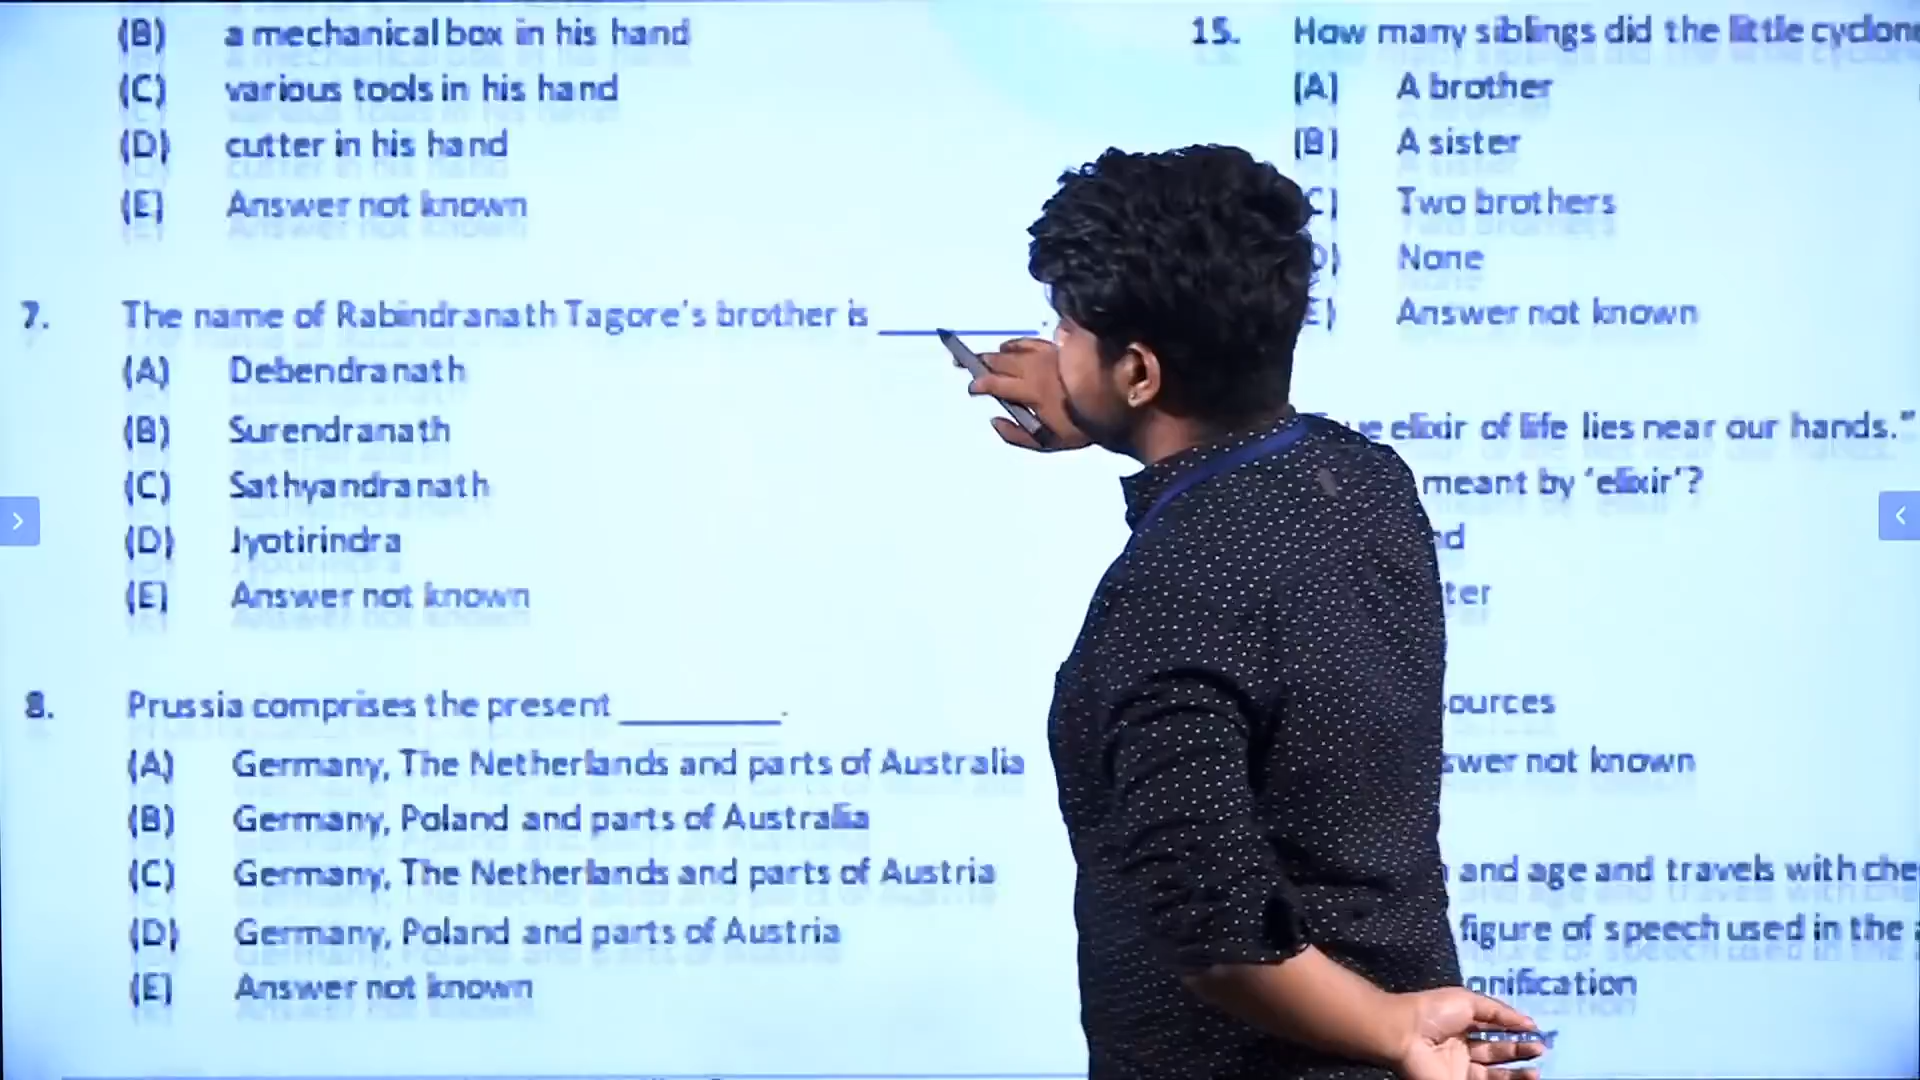 (B) a mechanical box in his hand
(C) various tools in his hand
(D) cutter in his hand
(E) Answer not known
7. The name of Rabindranath Tagore's brother is ________.
(A) Debendranath
(B) Surendranath
(C) Sathyandranath
(D) Jyotirindra
(E) Answer not known
8. Prussia comprises the present ________.
(A) Germany, The Netherlands and parts of Australia
(B) Germany, Poland and parts of Australia
(C) Germany, The Netherlands and parts of Austria
(D) Germany, Poland and parts of Austria
(E) Answer not known
15. How many siblings did the little cyclone
(A) A brother
(B) A sister
C) Two brothers
D) None
E) Answer not known
elixir of life lies near our hands."
meant by 'elixir'?
ources
swer not known
and age and travels with che
figure of speech used in the
onification